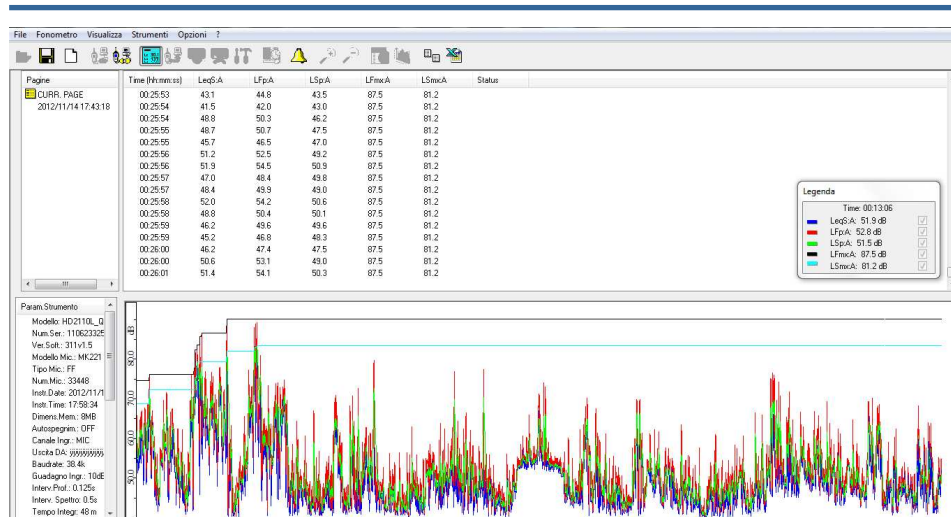 File Fonometro Visualizza Strumenti Opzioni ?
Pagine
CURR. PAGE
2012/11/14 17:43:18
Time (hh:mm:ss) LeqS:A LFp:A LSp:A LFmx:A LSmx:A Status
00:25:53 43.1 44.8 43.5 87.5 81.2
00:25:54 41.5 42.0 43.0 87.5 81.2
00:25:54 48.8 50.3 46.2 87.5 81.2
00:25:55 48.7 50.7 47.5 87.5 81.2
00:25:55 45.7 46.5 47.0 87.5 81.2
00:25:56 51.2 52.5 49.2 87.5 81.2
00:25:56 51.9 54.5 50.9 87.5 81.2
00:25:57 47.0 48.4 49.8 87.5 81.2
00:25:57 48.4 49.9 49.0 87.5 81.2
00:25:58 52.0 54.2 50.6 87.5 81.2
00:25:58 48.8 50.4 50.1 87.5 81.2
00:25:59 46.2 49.6 49.6 87.5 81.2
00:25:59 45.2 46.8 48.3 87.5 81.2
00:26:00 46.2 47.4 47.5 87.5 81.2
00:26:00 50.6 53.1 49.0 87.5 81.2
00:26:01 51.4 54.1 50.3 87.5 81.2
Legenda
Time: 00:13:06
LeqS:A: 51.9 dB
LFp:A: 52.8 dB
LSp:A: 51.5 dB
LFmx:A: 87.5 dB
LSmx:A: 81.2 dB
Param.Strumento
Modello: HD2110L_Q
Num.Ser.: 110623325
Ver.Soft.: 311v1.5
Modello Mic.: MK221
Tipo Mic.: FF
Num.Mic.: 33448
Instr.Date: 2012/11/1
Instr.Time: 17:58:34
Dimens.Mem.: 8MB
Autospegnim.: OFF
Canale Ingr.: MIC
Uscita DA:
Baudrate: 38.4k
Guadagno Ingr.: 10dB
Interv.Prof.: 0.125s
Interv. Spettro: 0.5s
Tempo Integr: 48 m
dB
80,0
70,0
60,0
50,0